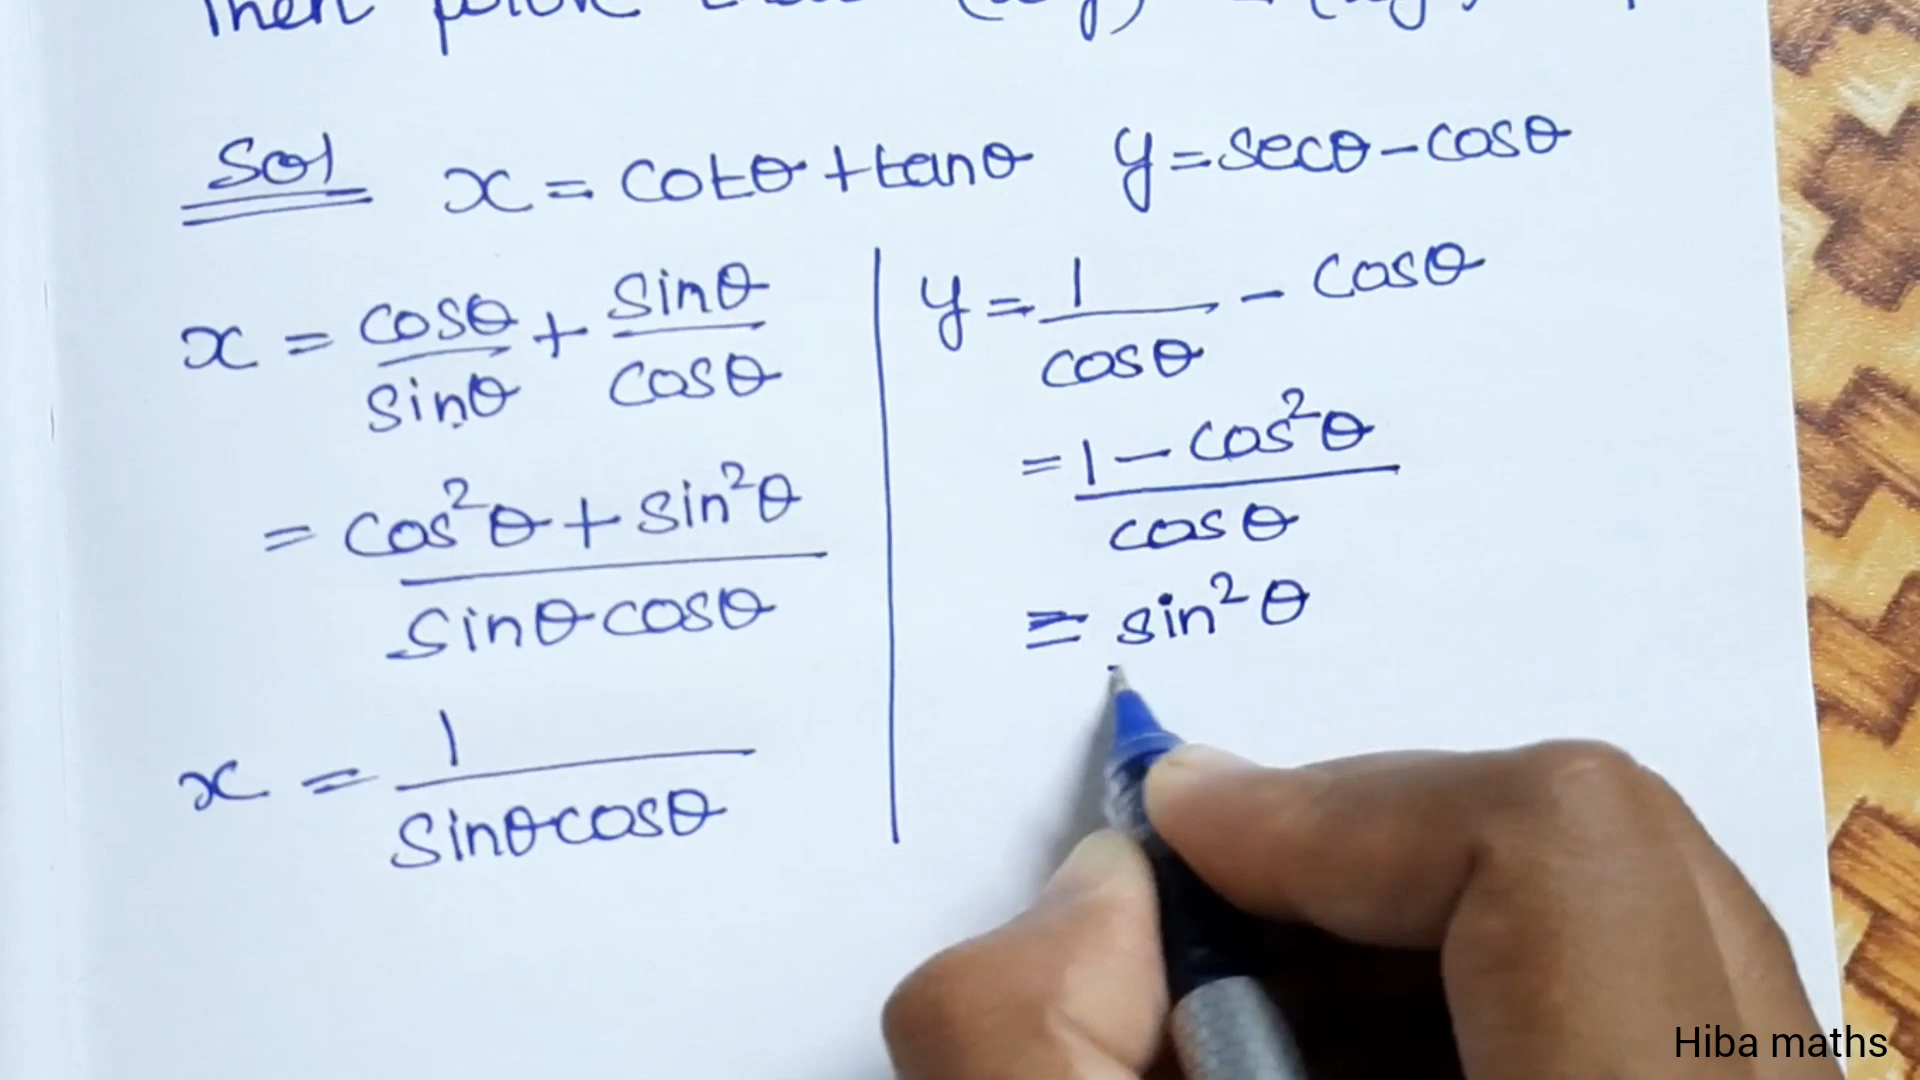 Then
Sol x = cotθ + tanθ y = secθ - cosθ
x = cosθ/sinθ + sinθ/cosθ
= cos²θ + sin²θ/sinθ cosθ
x = 1/sinθ cosθ
y = 1/cosθ - cosθ
= 1 - cos²θ/cosθ
= sin²θ
Hiba maths